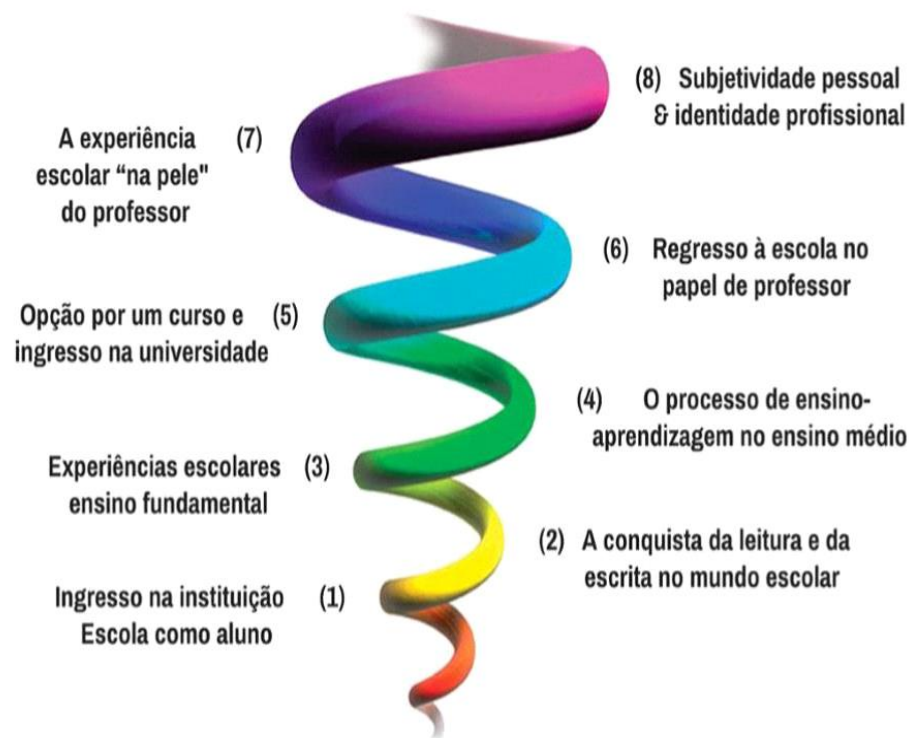 (8) Subjetividade pessoal
& identidade profissional
A experiência (7)
escolar “na pele"
do professor
(6) Regresso à escola no
papel de professor
Opção por um curso e (5)
ingresso na universidade
(4) O processo de ensino-
aprendizagem no ensino médio
Experiências escolares (3)
ensino fundamental
(2) A conquista da leitura e da
escrita no mundo escolar
Ingresso na instituição (1)
Escola como aluno